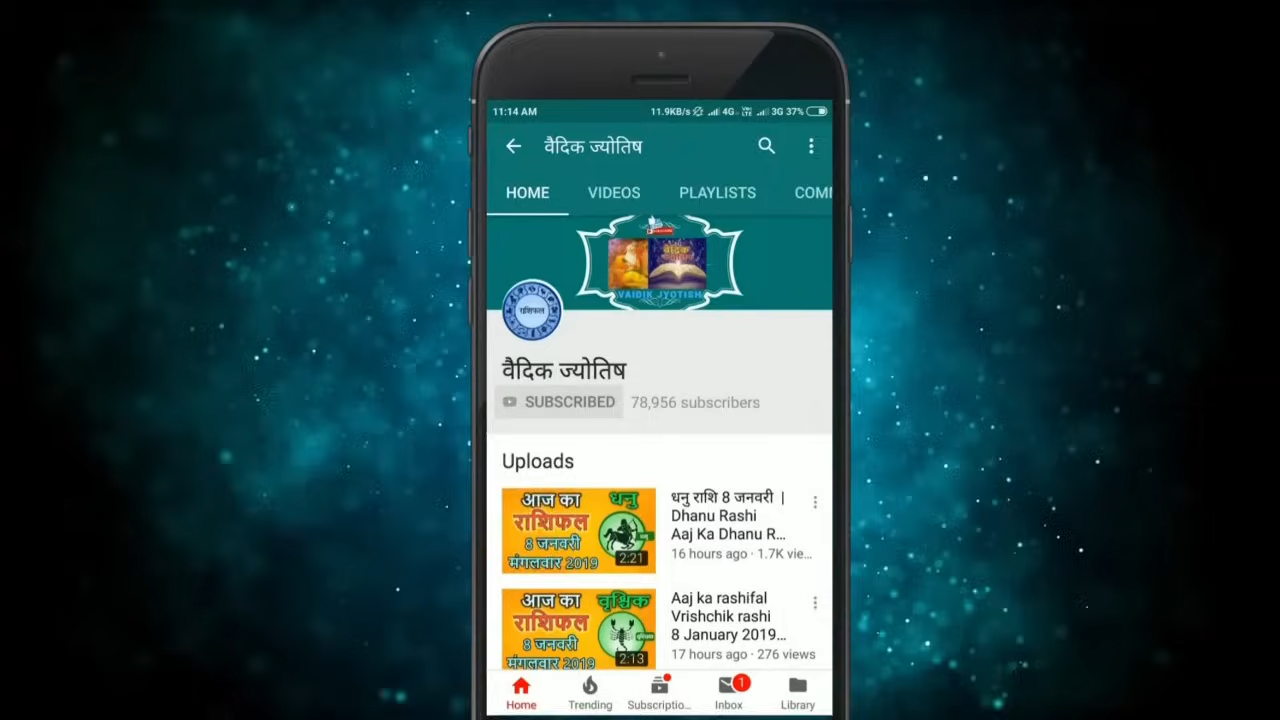 11:14 AM
11.9KB/s 4G 3G 37%
वैदिक ज्योतिष
HOME VIDEOS PLAYLISTS COMM
वैदिक
VAIDIK JYOTISH
राशिफल
वैदिक ज्योतिष
SUBSCRIBED 78,956 subscribers
Uploads
आज का धनु
राशिफल
8 जनवरी
मंगलवार 2019
2:21
धनु राशि 8 जनवरी |
Dhanu Rashi
Aaj Ka Dhanu R...
16 hours ago · 1.7K vie...
आज का वृश्चिक
राशिफल
8 जनवरी
मंगलवार 2019
2:13
Aaj ka rashifal
Vrishchik rashi
8 January 2019...
17 hours ago · 276 views
1
Home Trending Subscriptio... Inbox Library